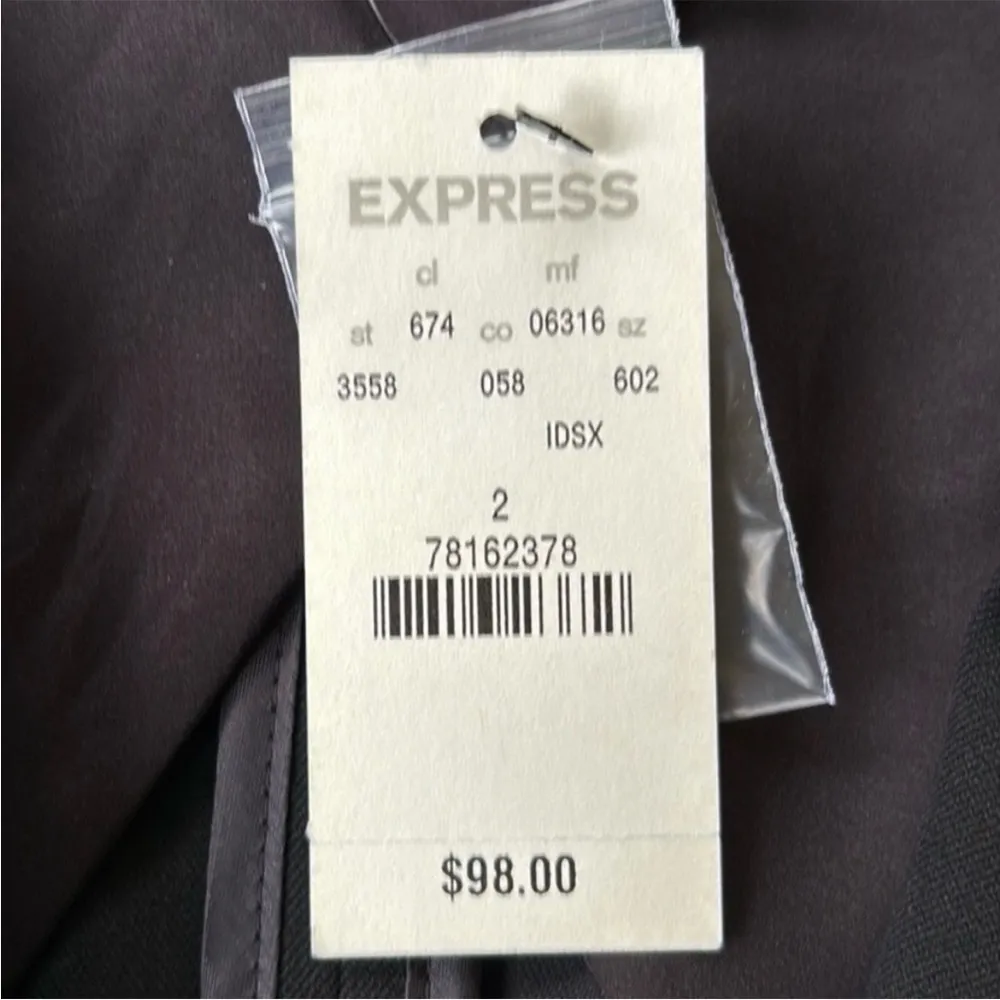 EXPRESS
cl mf
st 674 co 06316 sz
3558 058 602
IDSX
2
78162378
$98.00